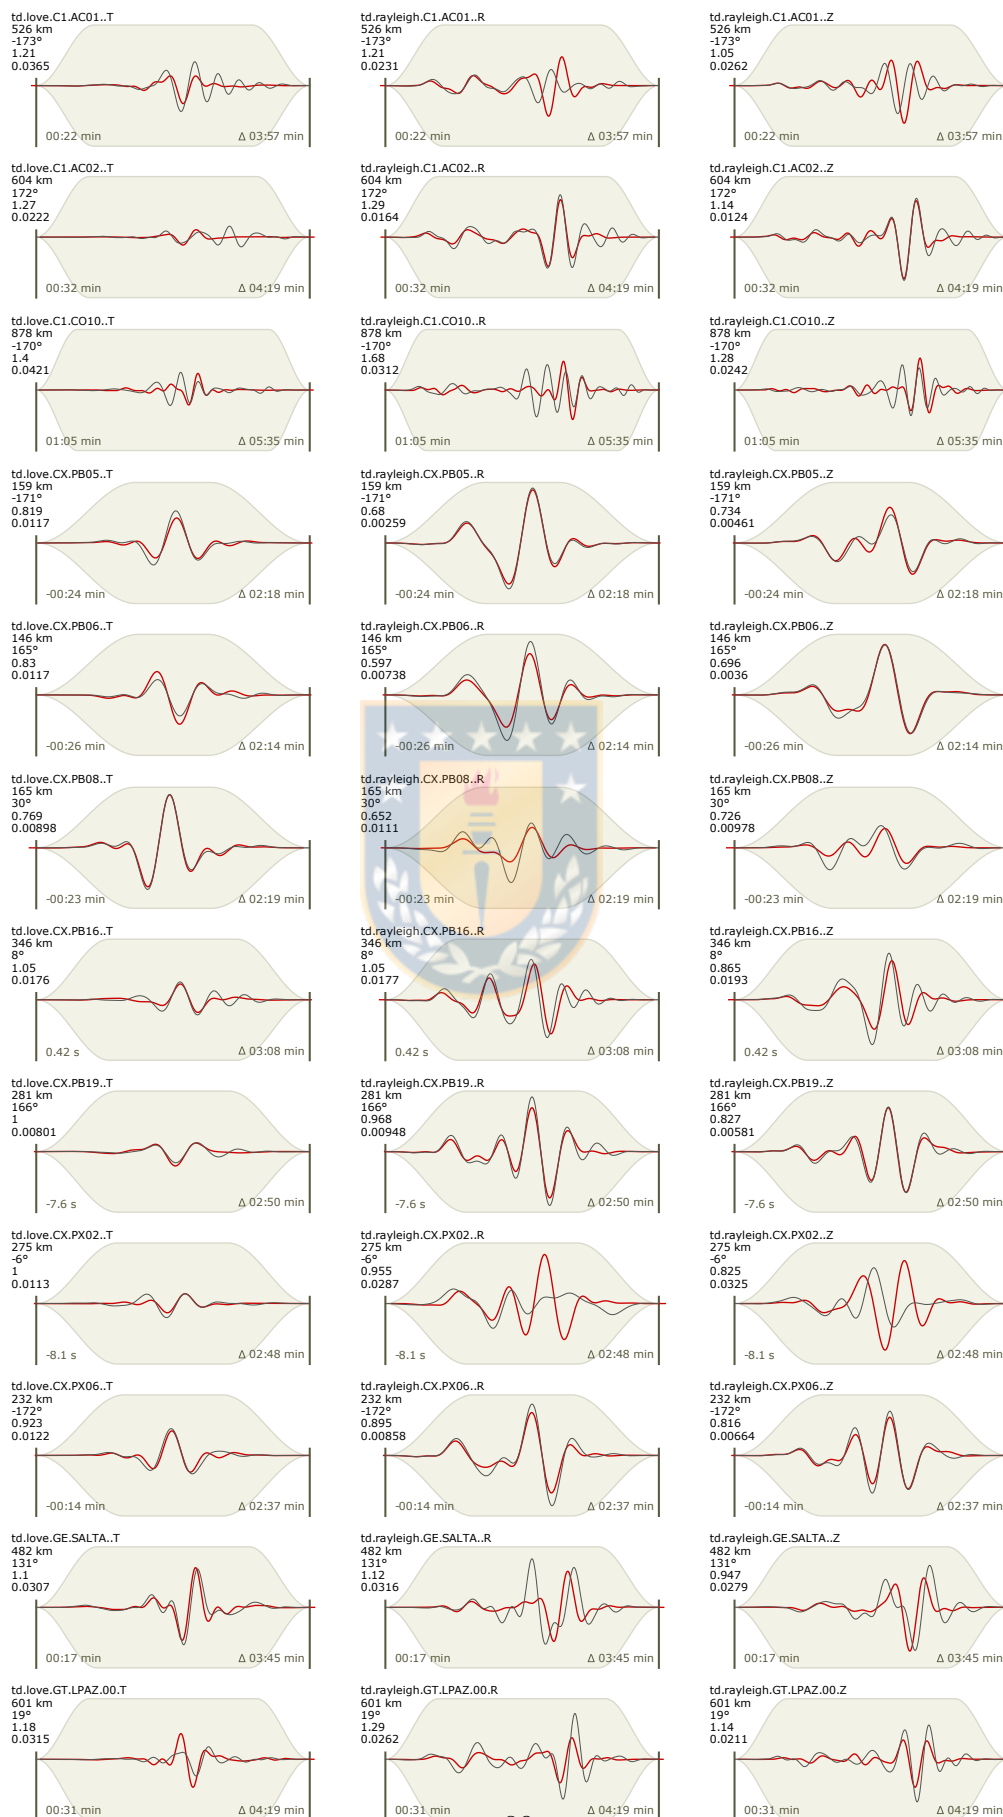 td.love.C1.AC01..T
526 km
-173°
1.21
0.0365
00:22 min
Δ 03:57 min
td.rayleigh.C1.AC01..R
526 km
-173°
1.21
0.0231
00:22 min
Δ 03:57 min
td.rayleigh.C1.AC01..Z
526 km
-173°
1.05
0.0262
00:22 min
Δ 03:57 min
td.love.C1.AC02..T
604 km
172°
1.27
0.0222
00:32 min
Δ 04:19 min
td.rayleigh.C1.AC02..R
604 km
172°
1.29
0.0164
00:32 min
Δ 04:19 min
td.rayleigh.C1.AC02..Z
604 km
172°
1.14
0.0124
00:32 min
Δ 04:19 min
td.love.C1.CO10..T
878 km
-170°
1.4
0.0421
01:05 min
Δ 05:35 min
td.rayleigh.C1.CO10..R
878 km
-170°
1.68
0.0312
01:05 min
Δ 05:35 min
td.rayleigh.C1.CO10..Z
878 km
-170°
1.28
0.0242
01:05 min
Δ 05:35 min
td.love.CX.PB05..T
159 km
-171°
0.819
0.0117
-00:24 min
Δ 02:18 min
td.rayleigh.CX.PB05..R
159 km
-171°
0.68
0.00259
-00:24 min
Δ 02:18 min
td.rayleigh.CX.PB05..Z
159 km
-171°
0.734
0.00461
-00:24 min
Δ 02:18 min
td.love.CX.PB06..T
146 km
165°
0.83
0.0117
-00:26 min
Δ 02:14 min
td.rayleigh.CX.PB06..R
146 km
165°
0.597
0.00738
-00:26 min
Δ 02:14 min
td.rayleigh.CX.PB06..Z
146 km
165°
0.696
0.0036
-00:26 min
Δ 02:14 min
td.love.CX.PB08..T
165 km
30°
0.769
0.00898
-00:23 min
Δ 02:19 min
td.rayleigh.CX.PB08..R
165 km
30°
0.652
0.0111
-00:23 min
Δ 02:19 min
td.rayleigh.CX.PB08..Z
165 km
30°
0.726
0.00978
-00:23 min
Δ 02:19 min
td.love.CX.PB16..T
346 km
8°
1.05
0.0176
0.42 s
Δ 03:08 min
td.rayleigh.CX.PB16..R
346 km
8°
1.05
0.0177
0.42 s
Δ 03:08 min
td.rayleigh.CX.PB16..Z
346 km
8°
0.865
0.0193
0.42 s
Δ 03:08 min
td.love.CX.PB19..T
281 km
166°
1
0.00801
-7.6 s
Δ 02:50 min
td.rayleigh.CX.PB19..R
281 km
166°
0.968
0.00948
-7.6 s
Δ 02:50 min
td.rayleigh.CX.PB19..Z
281 km
166°
0.827
0.00581
-7.6 s
Δ 02:50 min
td.love.CX.PX02..T
275 km
-6°
1
0.0113
-8.1 s
Δ 02:48 min
td.rayleigh.CX.PX02..R
275 km
-6°
0.955
0.0287
-8.1 s
Δ 02:48 min
td.rayleigh.CX.PX02..Z
275 km
-6°
0.825
0.0325
-8.1 s
Δ 02:48 min
td.love.CX.PX06..T
232 km
-172°
0.923
0.0122
-00:14 min
Δ 02:37 min
td.rayleigh.CX.PX06..R
232 km
-172°
0.895
0.00858
-00:14 min
Δ 02:37 min
td.rayleigh.CX.PX06..Z
232 km
-172°
0.816
0.00664
-00:14 min
Δ 02:37 min
td.love.GE.SALTA..T
482 km
131°
1.1
0.0307
00:17 min
Δ 03:45 min
td.rayleigh.GE.SALTA..R
482 km
131°
1.12
0.0316
00:17 min
Δ 03:45 min
td.rayleigh.GE.SALTA..Z
482 km
131°
0.947
0.0279
00:17 min
Δ 03:45 min
td.love.GT.LPAZ.00.T
601 km
19°
1.18
0.0315
00:31 min
Δ 04:19 min
td.rayleigh.GT.LPAZ.00.R
601 km
19°
1.29
0.0262
00:31 min
Δ 04:19 min
td.rayleigh.GT.LPAZ.00.Z
601 km
19°
1.14
0.0211
00:31 min
Δ 04:19 min